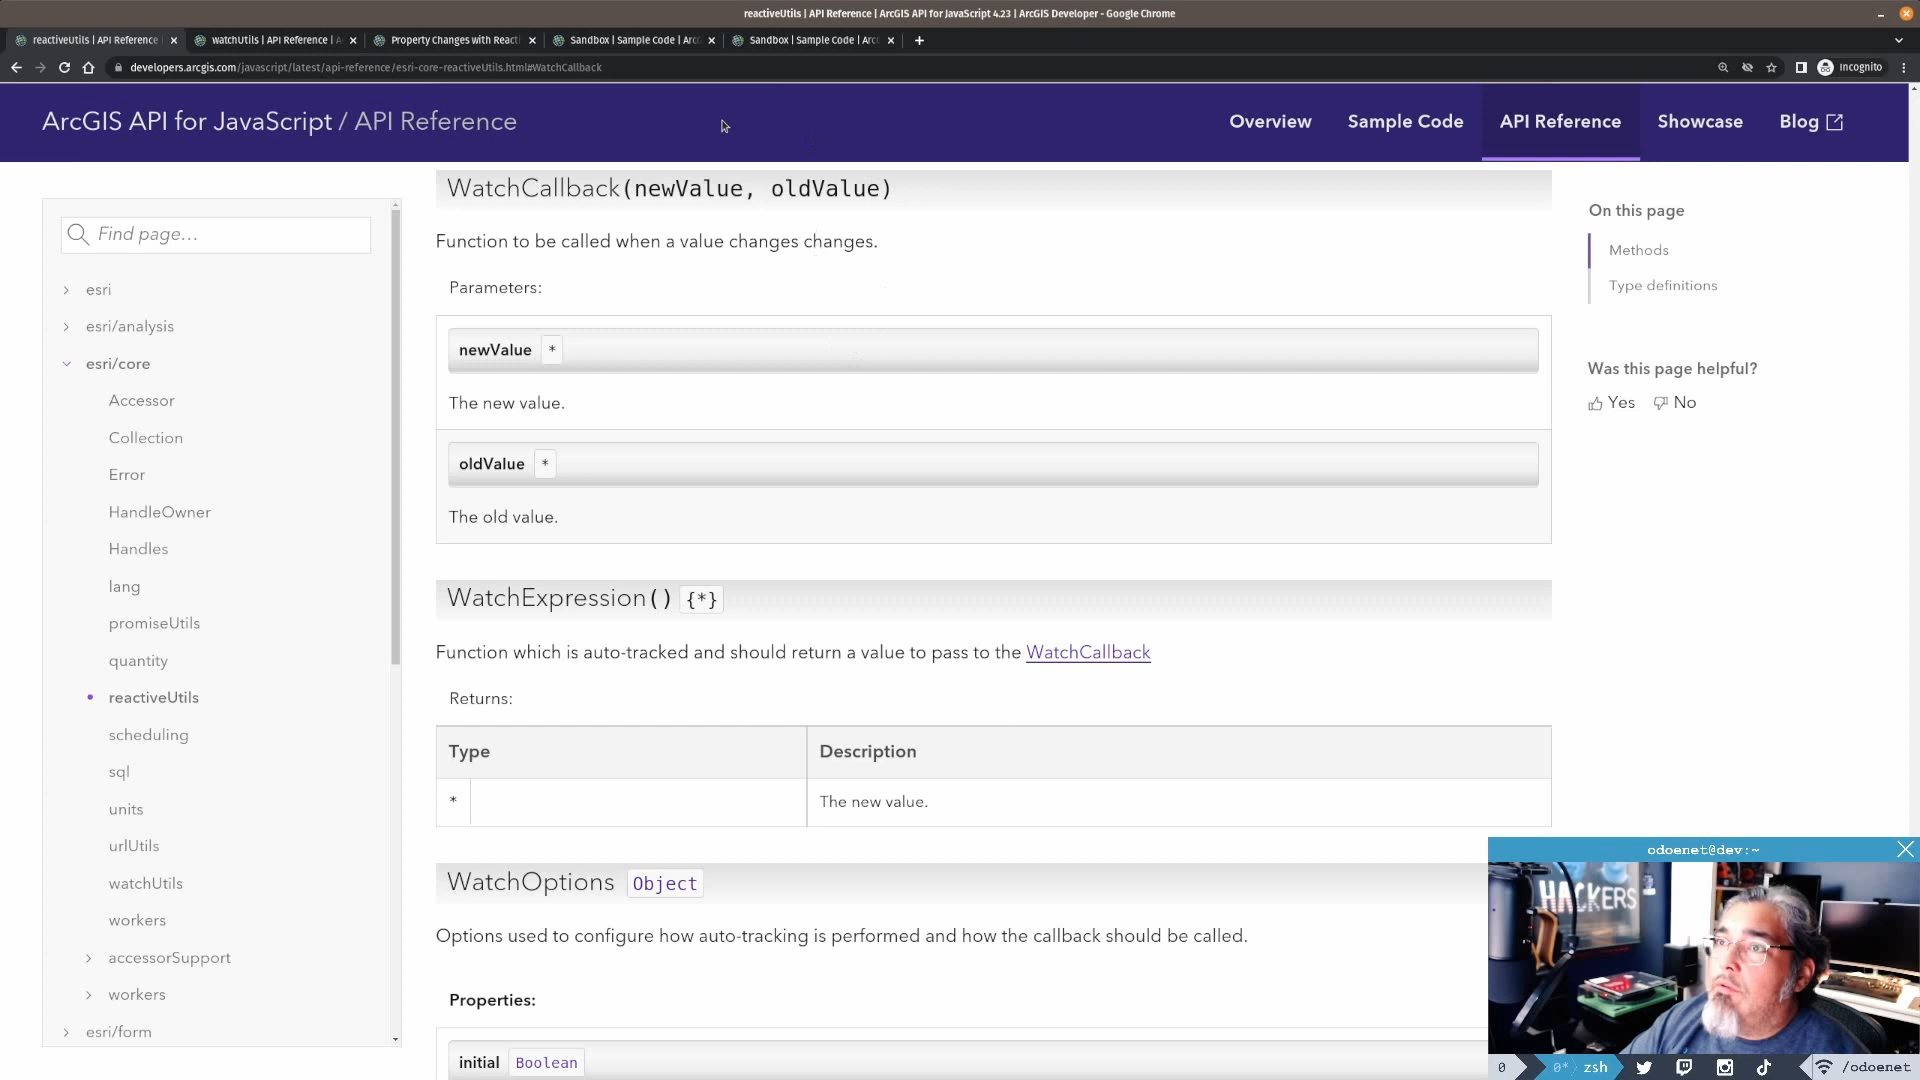 reactiveUtils | API Reference | ArcGIS API for JavaScript 4.23 | ArcGIS Developer - Google Chrome
reactiveUtils | API Reference
watchUtils | API Reference | A
Property Changes with React
Sandbox | Sample Code | Arc
Sandbox | Sample Code | Arc
developers.arcgis.com/javascript/latest/api-reference/esri-core-reactiveUtils.html#WatchCallback
Incognito
ArcGIS API for JavaScript / API Reference
Overview
Sample Code
API Reference
Showcase
Blog
Find page...
esri
esri/analysis
esri/core
Accessor
Collection
Error
HandleOwner
Handles
lang
promiseUtils
quantity
reactiveUtils
scheduling
sql
units
urlUtils
watchUtils
workers
accessorSupport
workers
esri/form
WatchCallback(newValue, oldValue)
Function to be called when a value changes changes.
Parameters:
newValue *
The new value.
oldValue *
The old value.
WatchExpression() {*}
Function which is auto-tracked and should return a value to pass to the WatchCallback
Returns:
Type Description
* The new value.
WatchOptions Object
Options used to configure how auto-tracking is performed and how the callback should be called.
Properties:
initial Boolean
On this page
Methods
Type definitions
Was this page helpful?
Yes No
odoenet@dev:~
HACKERS
0 0* zsh /odoenet